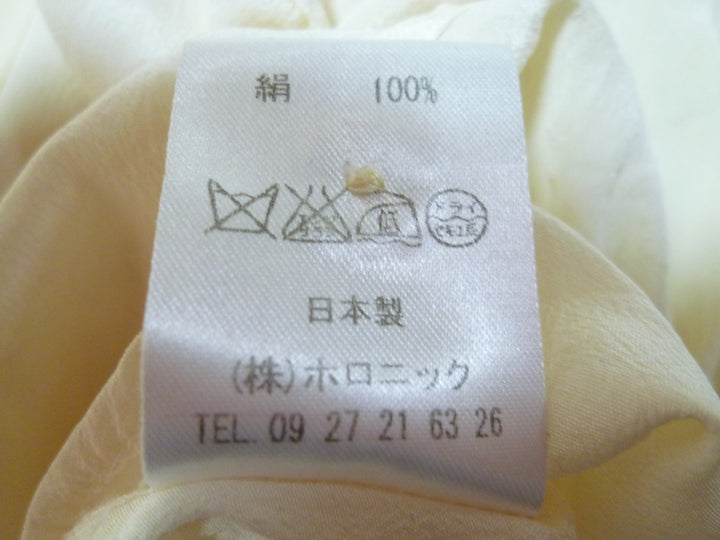 絹 100%
低 ドライ
セキユ系
日本製
(株)ホロニック
TEL. 09 27 21 63 26